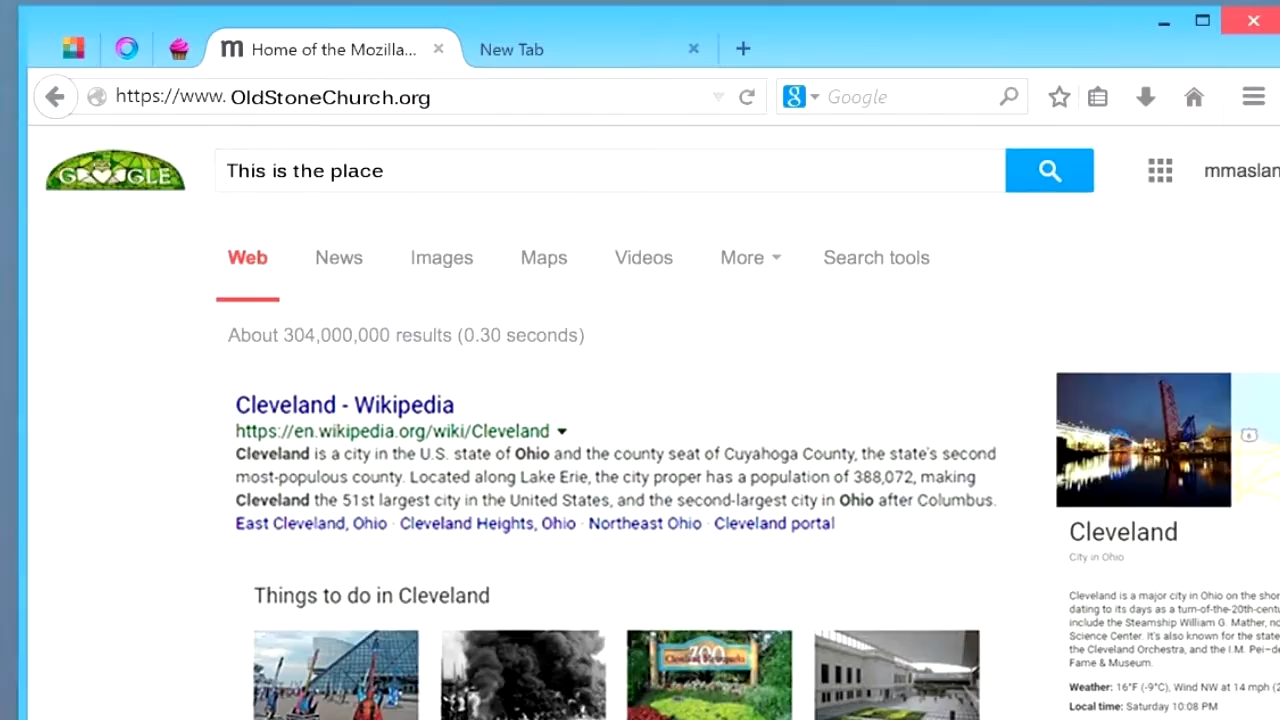 m Home of the Mozilla...
New Tab
https://www. OldStoneChurch.org
Google
GOOGLE
This is the place
mmaslan
Web
News
Images
Maps
Videos
More
Search tools
About 304,000,000 results (0.30 seconds)
Cleveland - Wikipedia
https://en.wikipedia.org/wiki/Cleveland
Cleveland is a city in the U.S. state of Ohio and the county seat of Cuyahoga County, the state's second
most-populous county. Located along Lake Erie, the city proper has a population of 388,072, making
Cleveland the 51st largest city in the United States, and the second-largest city in Ohio after Columbus.
East Cleveland, Ohio · Cleveland Heights, Ohio · Northeast Ohio · Cleveland portal
Things to do in Cleveland
ZOO
Cleveland Metroparks
Cleveland
City in Ohio
Cleveland is a major city in Ohio on the shor
dating to its days as a turn-of-the-20th-centu
include the Steamship William G. Mather, no
Science Center. It's also known for the state
the Cleveland Orchestra, and the I.M. Pei–de
Fame & Museum.
Weather: 16°F (-9°C), Wind NW at 14 mph (2
Local time: Saturday 10:08 PM